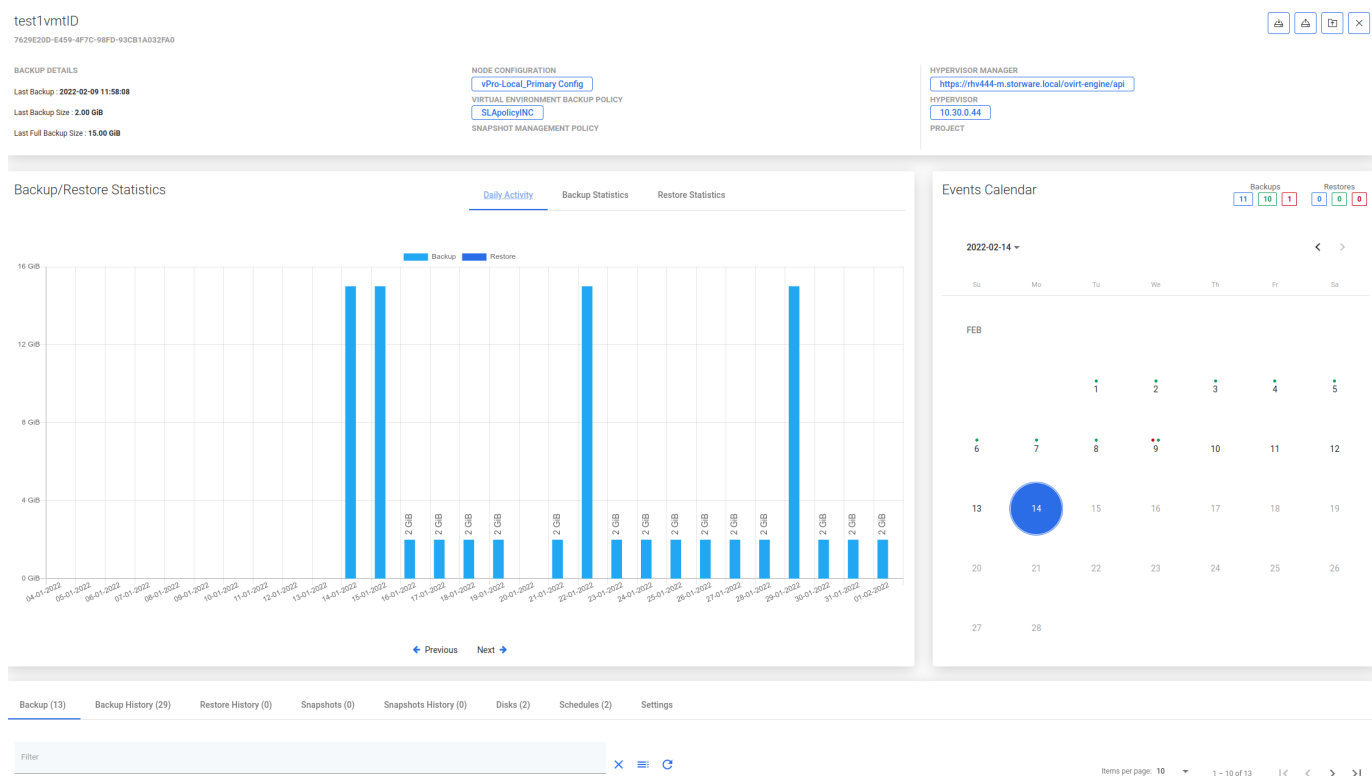 test1vmtID
7629E20D-E459-4F7C-98FD-93CB1A032FA0
BACKUP DETAILS
Last Backup : 2022-02-09 11:58:08
Last Backup Size : 2.00 GiB
Last Full Backup Size : 15.00 GiB
NODE CONFIGURATION
vPro-Local_Primary Config
VIRTUAL ENVIRONMENT BACKUP POLICY
SLApolicyINC
SNAPSHOT MANAGEMENT POLICY
HYPERVISOR MANAGER
https://rhv444-m.storware.local/ovirt-engine/api
HYPERVISOR
10.30.0.44
PROJECT
Backup/Restore Statistics
Daily Activity Backup Statistics Restore Statistics
Backup Restore
16 GiB
12 GiB
8 GiB
4 GiB
0 GiB
2 GiB 2 GiB 2 GiB 2 GiB 2 GiB 2 GiB 2 GiB 2 GiB 2 GiB 2 GiB 2 GiB 2 GiB 2 GiB 2 GiB
04-01-2022 05-01-2022 06-01-2022 07-01-2022 08-01-2022 09-01-2022 10-01-2022 11-01-2022 12-01-2022 13-01-2022 14-01-2022 15-01-2022 16-01-2022 17-01-2022 18-01-2022 19-01-2022 20-01-2022 21-01-2022 22-01-2022 23-01-2022 24-01-2022 25-01-2022 26-01-2022 27-01-2022 28-01-2022 29-01-2022 30-01-2022 31-01-2022 01-02-2022
Previous Next
Events Calendar
Backups Restores
11 10 1 0 0 0
2022-02-14
Su Mo Tu We Th Fr Sa
FEB
1 2 3 4 5
6 7 8 9 10 11 12
13 14 15 16 17 18 19
20 21 22 23 24 25 26
27 28
Backup (13) Backup History (29) Restore History (0) Snapshots (0) Snapshots History (0) Disks (2) Schedules (2) Settings
Filter
Items per page: 10 1 – 10 of 13